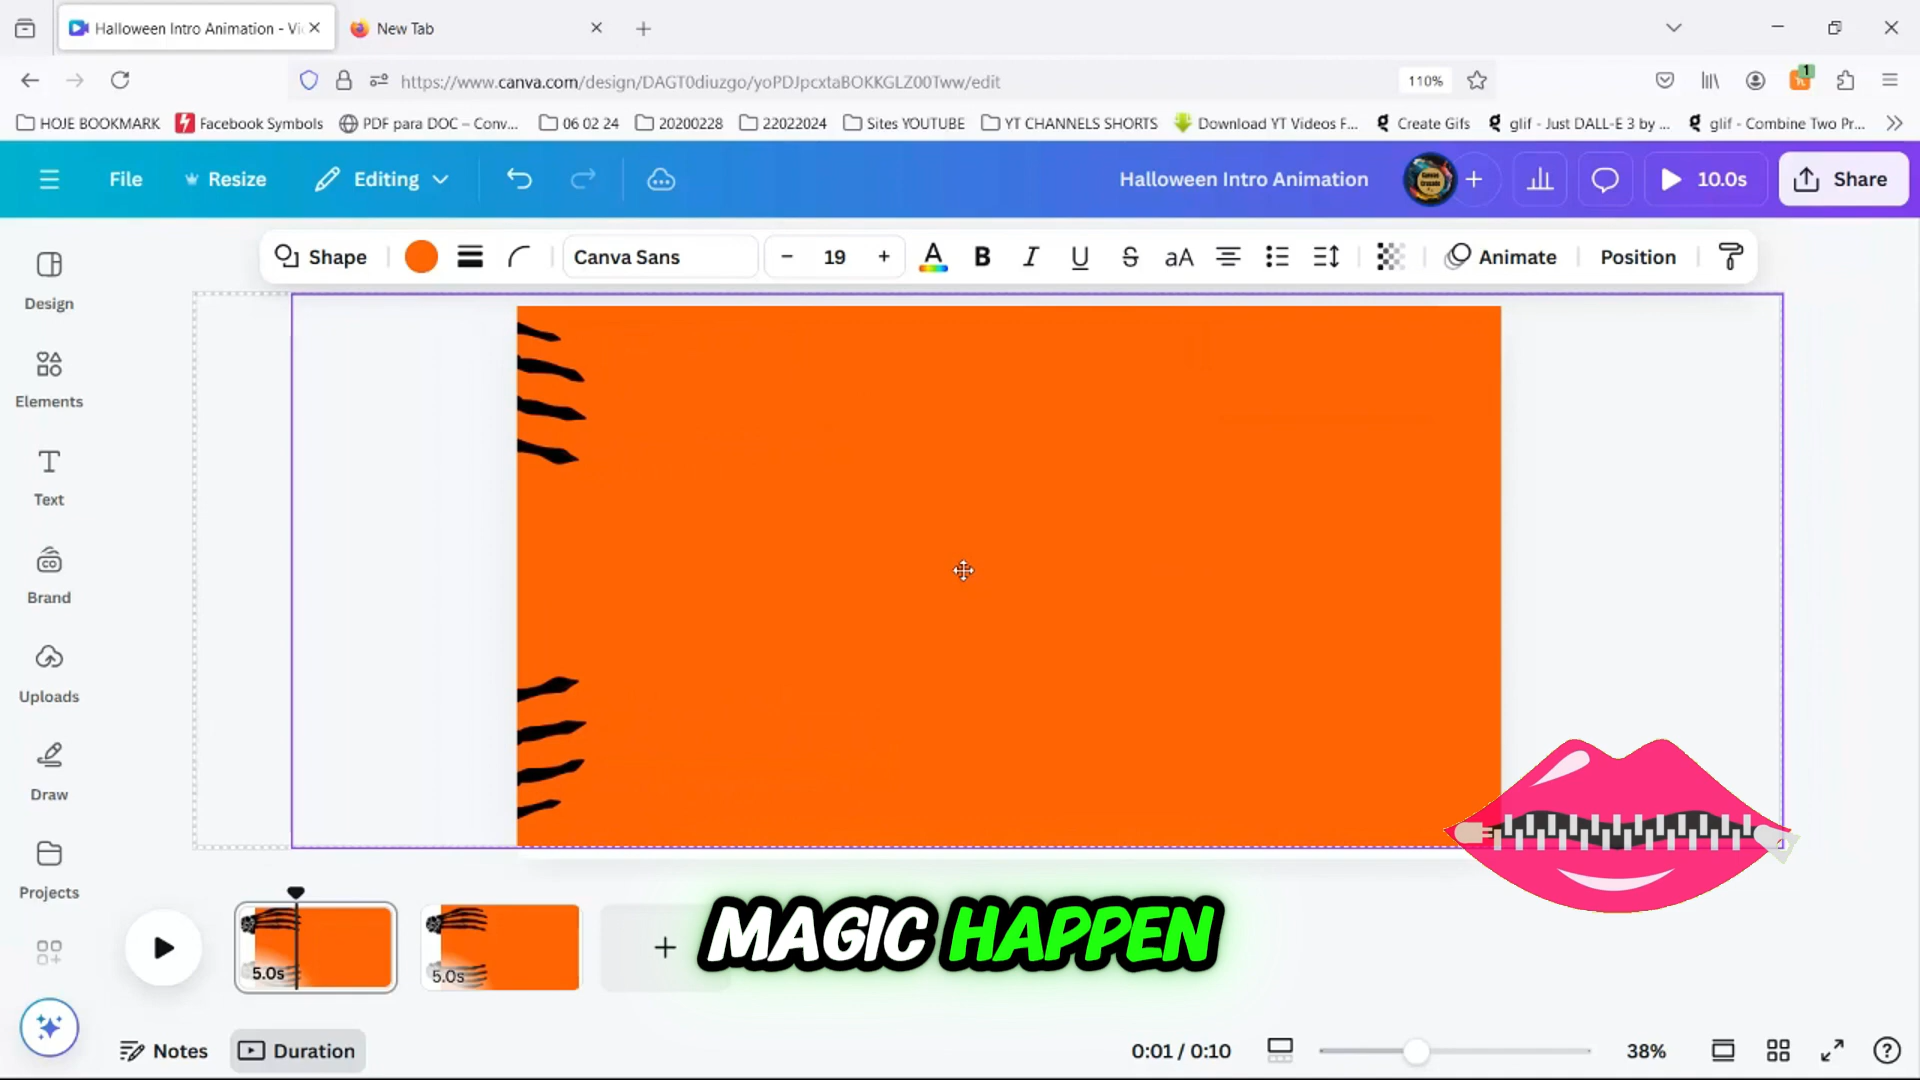 Halloween Intro Animation - Vi
New Tab
https://www.canva.com/design/DAGT0diuzgo/yoPDJpcxtaBOKKGLZ00Tww/edit
110%
1
HOJE BOOKMARK
Facebook Symbols
PDF para DOC – Conv...
06 02 24
20200228
22022024
Sites YOUTUBE
YT CHANNELS SHORTS
Download YT Videos F...
Create Gifs
glif - Just DALL-E 3 by ...
glif - Combine Two Pr...
File
Resize
Editing
Halloween Intro Animation
10.0s
Share
Shape
Canva Sans
– 19 +
A
B
I
U
S
aA
Animate
Position
Design
Elements
Text
Brand
Uploads
Draw
Projects
5.0s
5.0s
MAGIC HAPPEN
Notes
Duration
0:01 / 0:10
38%